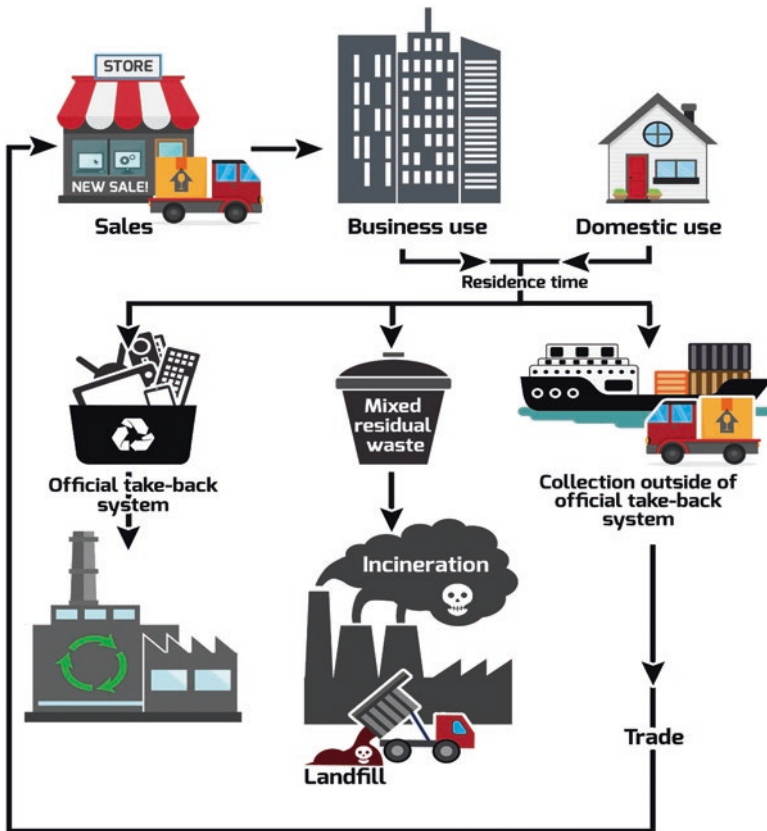 STORE
NEW SALE!
Sales
Business use
Domestic use
Residence time
Official take-back
system
Mixed
residual
waste
Collection outside of
official take-back
system
Incineration
Landfill
Trade